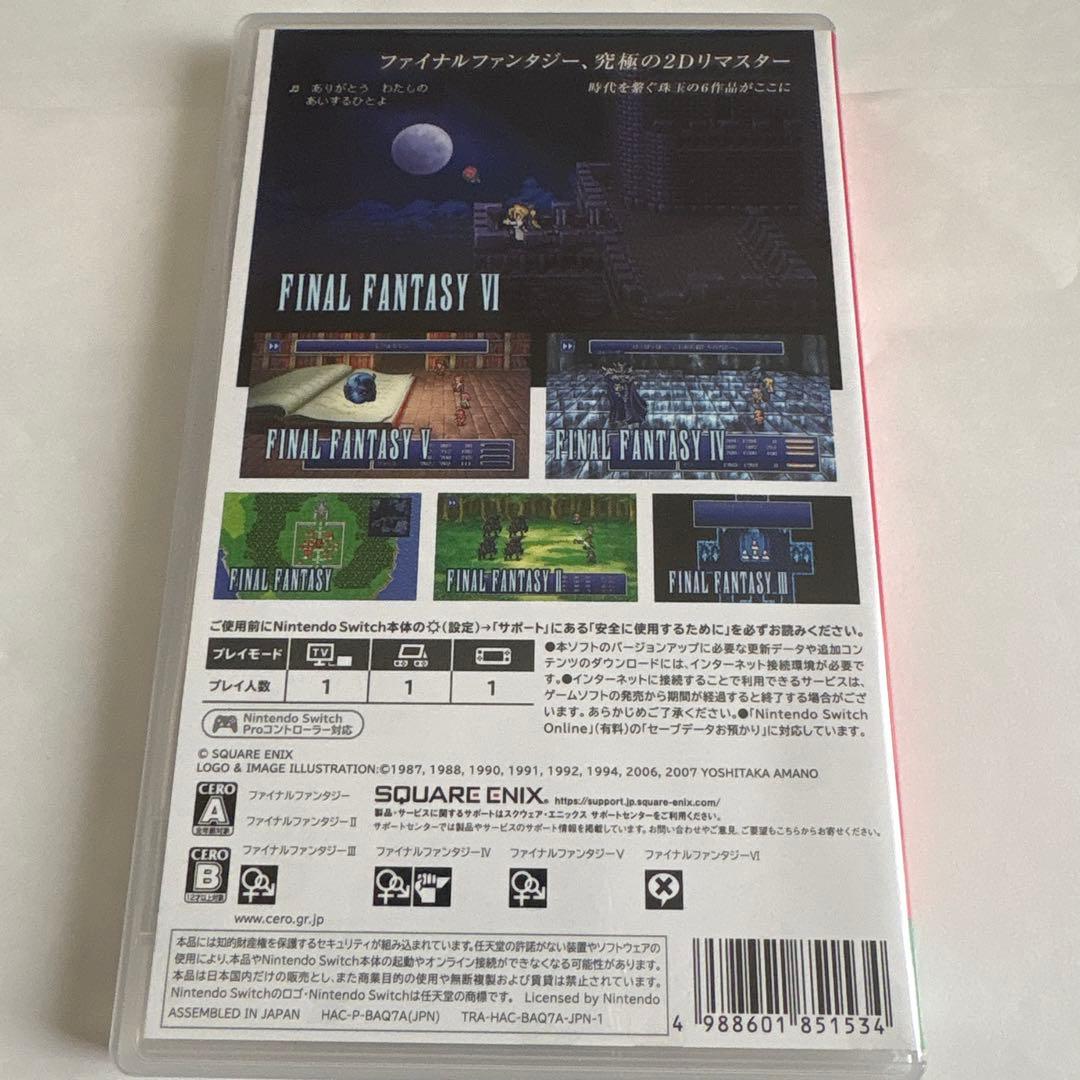 ファイナルファンタジー、究極の2Dリマスター
時代を繋ぐ珠玉の6作品がここに
♬ ありがとう わたしの
あいするひとよ
FINAL FANTASY VI
FINAL FANTASY V
FINAL FANTASY IV
FINAL FANTASY
FINAL FANTASY II
FINAL FANTASY III
ご使用前にNintendo Switch本体の(設定)→「サポート」にある「安全に使用するために」を必ずお読みください。
プレイモード TV
プレイ人数 1 1 1
Nintendo Switch
Proコントローラー対応
●本ソフトのバージョンアップに必要な更新データや追加コン
テンツのダウンロードには、インターネット接続環境が必要で
す。●インターネットに接続することで利用できるサービスは、
ゲームソフトの発売から期間が経過すると終了する場合がござ
います。あらかじめご了承ください。●「Nintendo Switch
Online」(有料)の「セーブデータお預かり」に対応しています。
© SQUARE ENIX
LOGO & IMAGE ILLUSTRATION:©1987, 1988, 1990, 1991, 1992, 1994, 2006, 2007 YOSHITAKA AMANO
CERO
A
全年齢対象
ファイナルファンタジー
ファイナルファンタジーⅡ
SQUARE ENIX® https://support.jp.square-enix.com/
製品・サービスに関するサポートはスクウェア・エニックス サポートセンターをご利用ください。
サポートセンターでは製品やサービスのサポート情報を掲載しています。お問い合わせやご意見、ご要望もこちらからお寄せください。
CERO
B
12才以上対象
ファイナルファンタジーⅢ ファイナルファンタジーⅣ ファイナルファンタジーⅤ ファイナルファンタジーⅥ
www.cero.gr.jp
本品には知的財産権を保護するセキュリティが組み込まれています。任天堂の許諾がない装置やソフトウェアの
使用により、本品やNintendo Switch本体の起動やオンライン接続ができなくなる可能性があります。
本品は日本国内だけの販売とし、また商業目的の使用や無断複製および賃貸は禁止されています。
Nintendo Switchのロゴ・Nintendo Switchは任天堂の商標です。 Licensed by Nintendo
ASSEMBLED IN JAPAN HAC-P-BAQ7A(JPN) TRA-HAC-BAQ7A-JPN-1
4 988601 851534